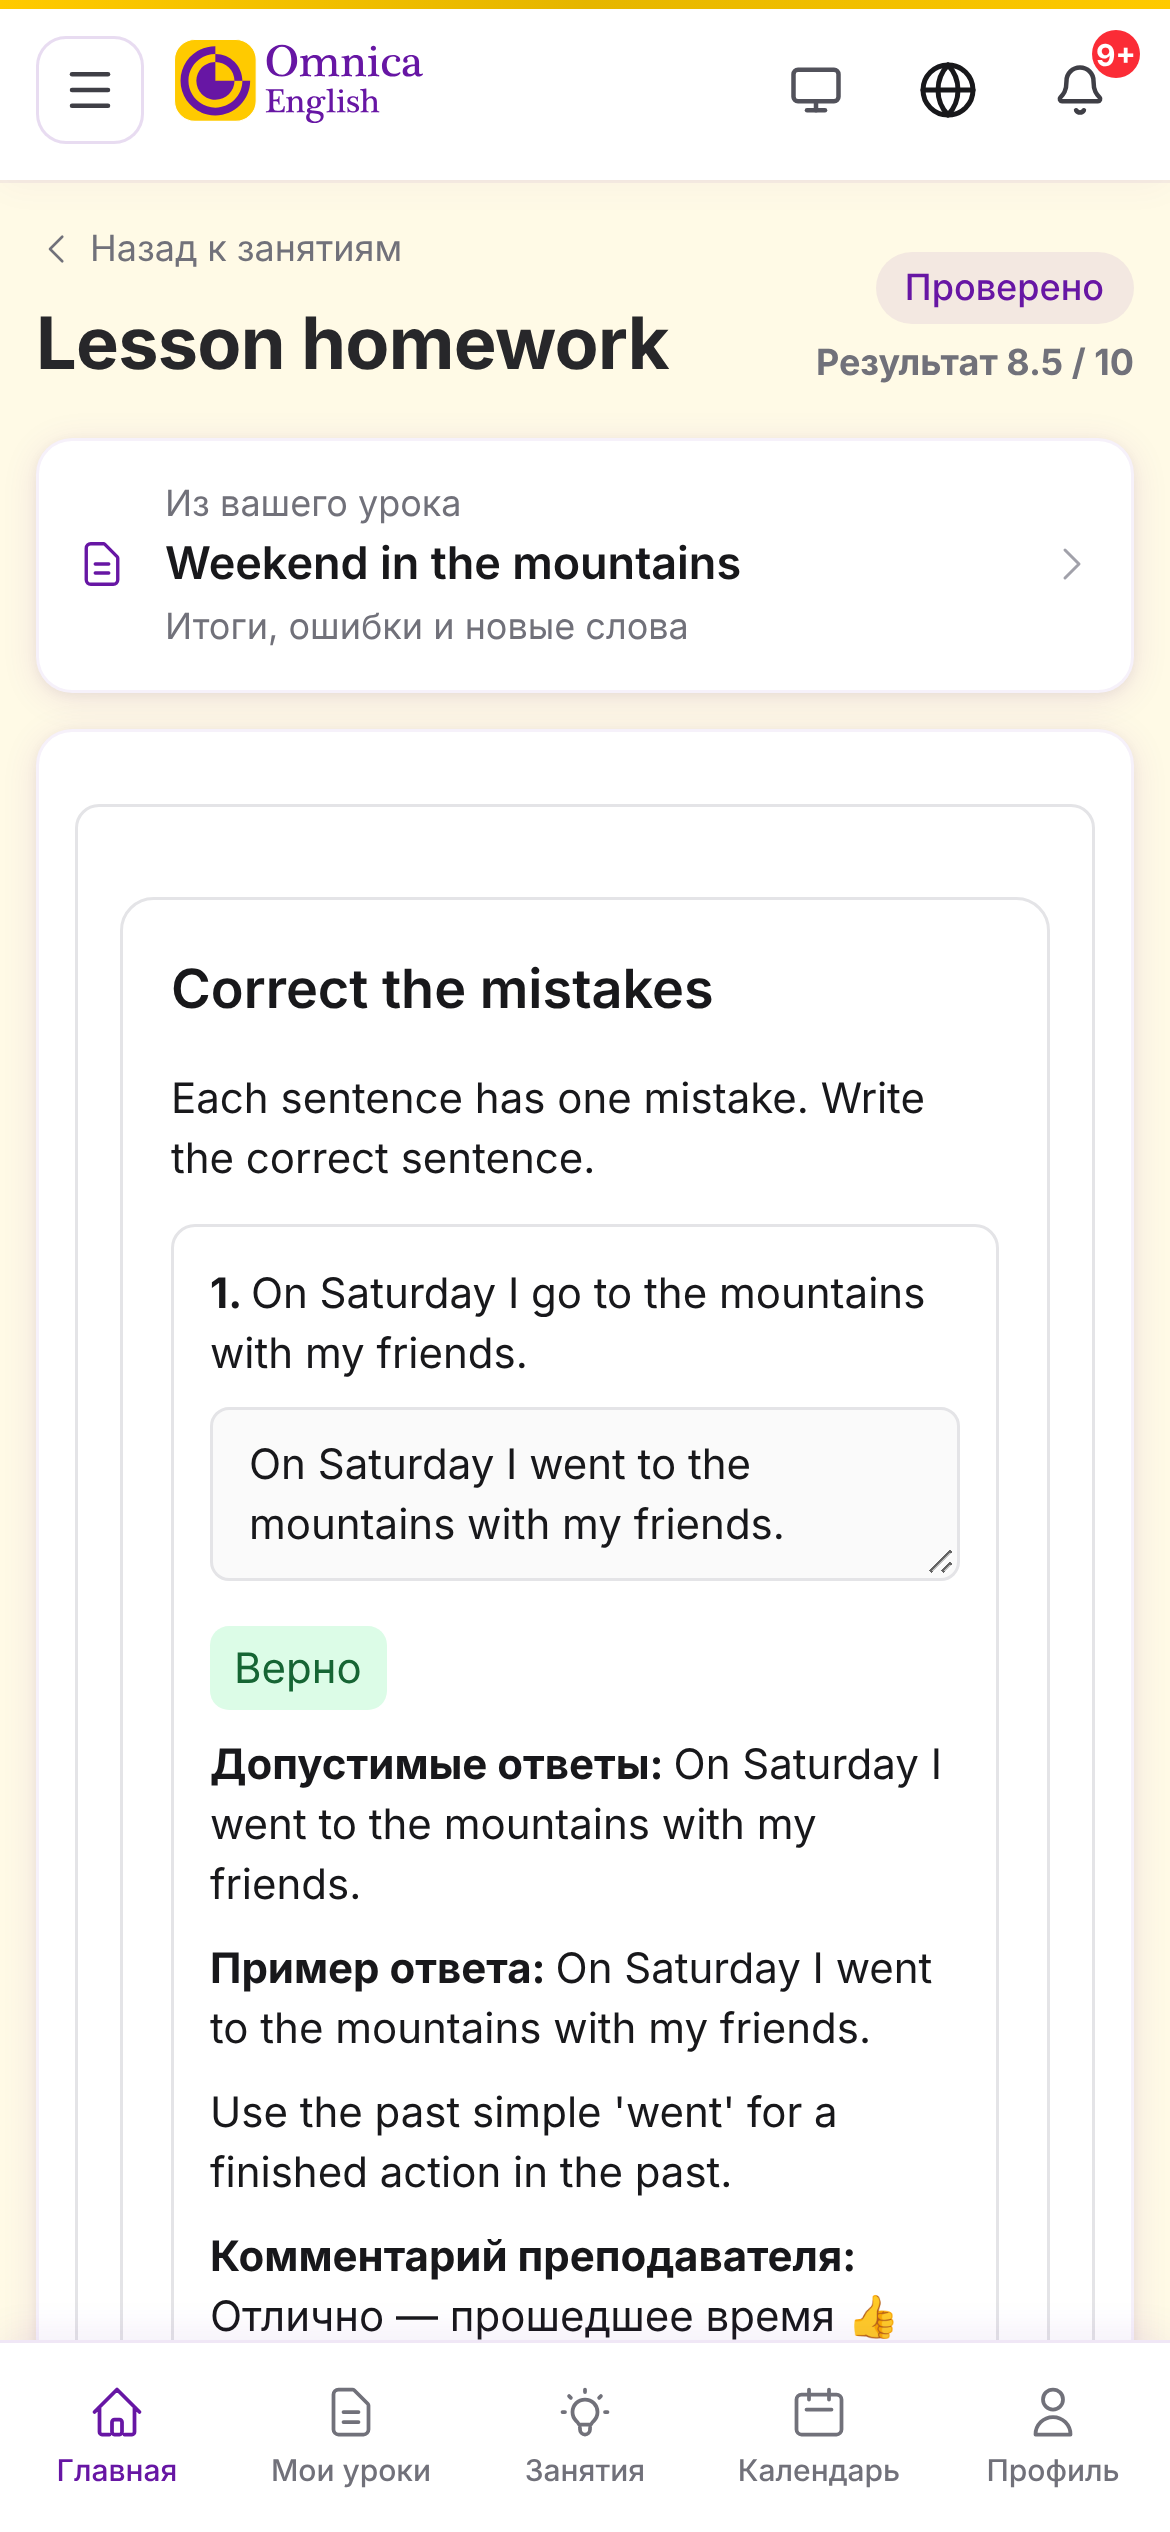 Omnica
English
9+
Назад к занятиям
Проверено
Lesson homework
Результат 8.5 / 10
Из вашего урока
Weekend in the mountains
Итоги, ошибки и новые слова
Correct the mistakes
Each sentence has one mistake. Write
the correct sentence.
1. On Saturday I go to the mountains
with my friends.
On Saturday I went to the
mountains with my friends.
Верно
Допустимые ответы: On Saturday I
went to the mountains with my
friends.
Пример ответа: On Saturday I went
to the mountains with my friends.
Use the past simple 'went' for a
finished action in the past.
Комментарий преподавателя:
Отлично — прошедшее время 👍
Главная
Мои уроки
Занятия
Календарь
Профиль